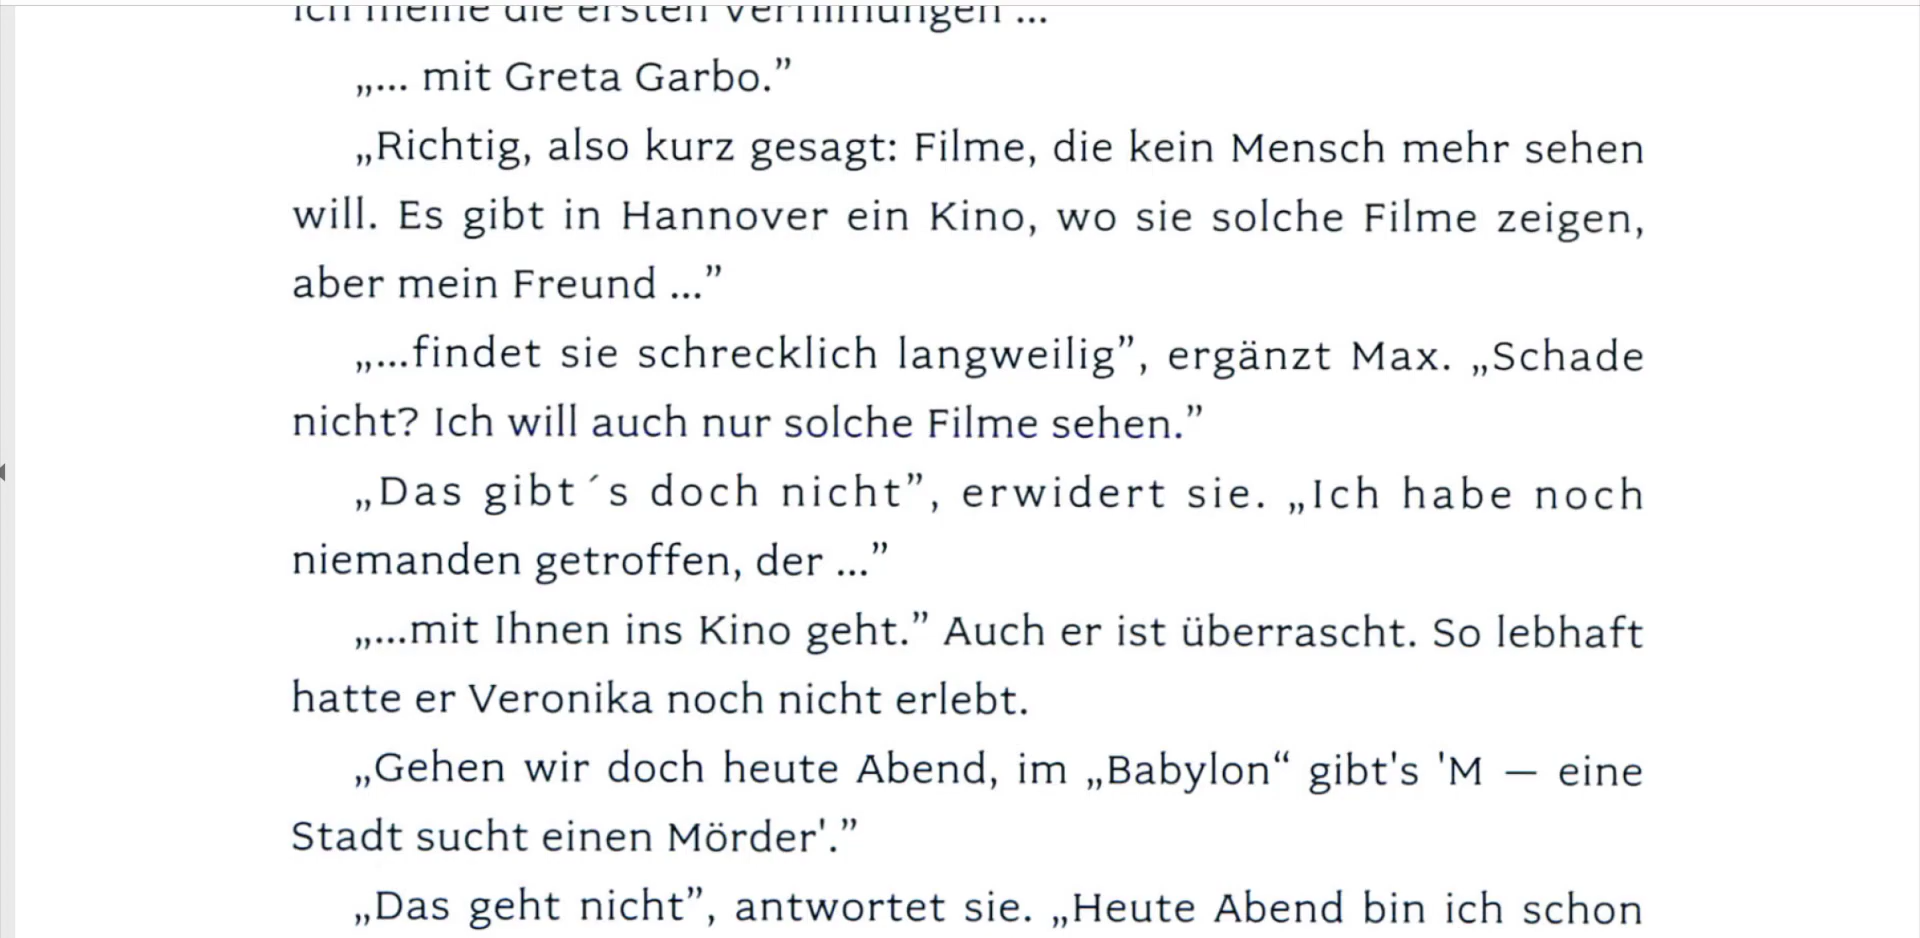 Ich meine die ersten Verfilmungen ...
„... mit Greta Garbo.”
„Richtig, also kurz gesagt: Filme, die kein Mensch mehr sehen
will. Es gibt in Hannover ein Kino, wo sie solche Filme zeigen,
aber mein Freund ...”
„...findet sie schrecklich langweilig”, ergänzt Max. „Schade
nicht? Ich will auch nur solche Filme sehen.”
„Das gibt´s doch nicht”, erwidert sie. „Ich habe noch
niemanden getroffen, der ...”
„...mit Ihnen ins Kino geht.” Auch er ist überrascht. So lebhaft
hatte er Veronika noch nicht erlebt.
„Gehen wir doch heute Abend, im „Babylon“ gibt's 'M — eine
Stadt sucht einen Mörder'.”
„Das geht nicht”, antwortet sie. „Heute Abend bin ich schon